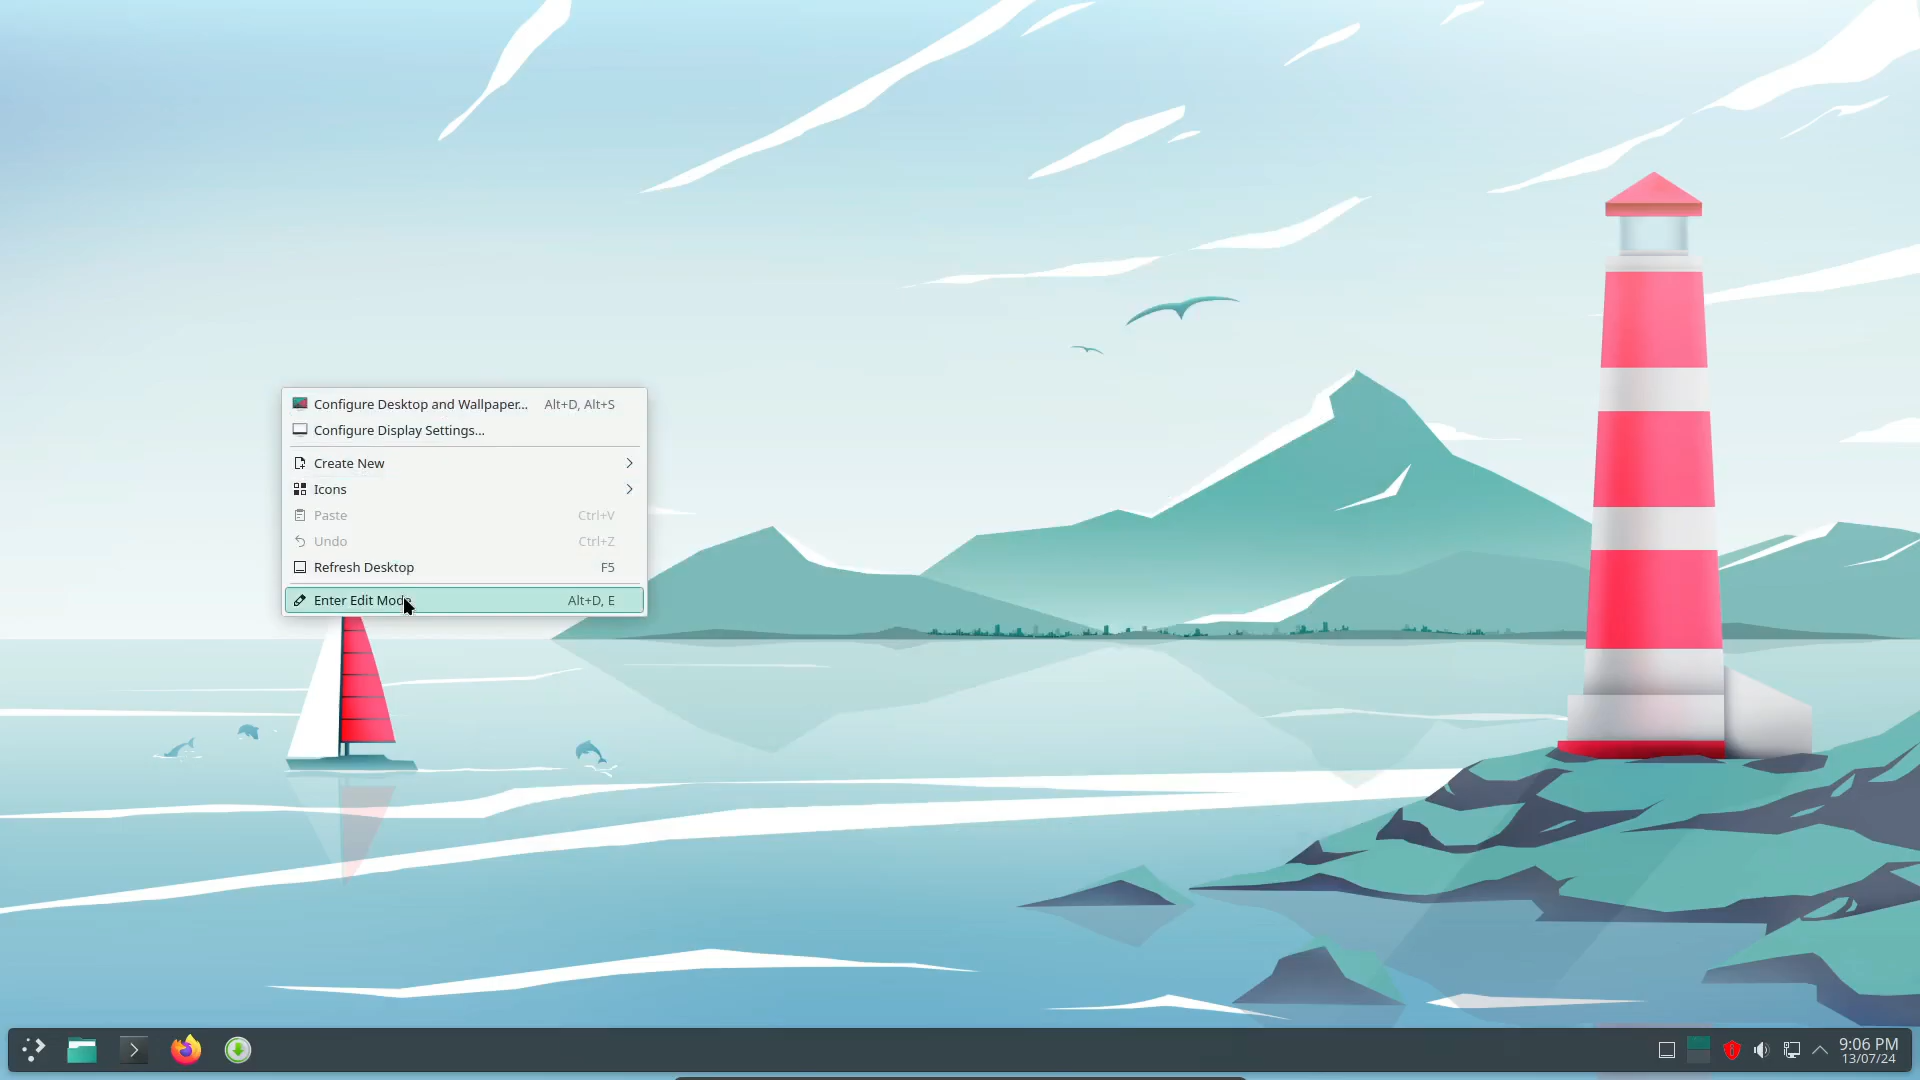 Configure Desktop and Wallpaper... Alt+D, Alt+S
Configure Display Settings...
Create New
Icons
Paste Ctrl+V
Undo Ctrl+Z
Refresh Desktop F5
Enter Edit Mode Alt+D, E
9:06 PM
13/07/24